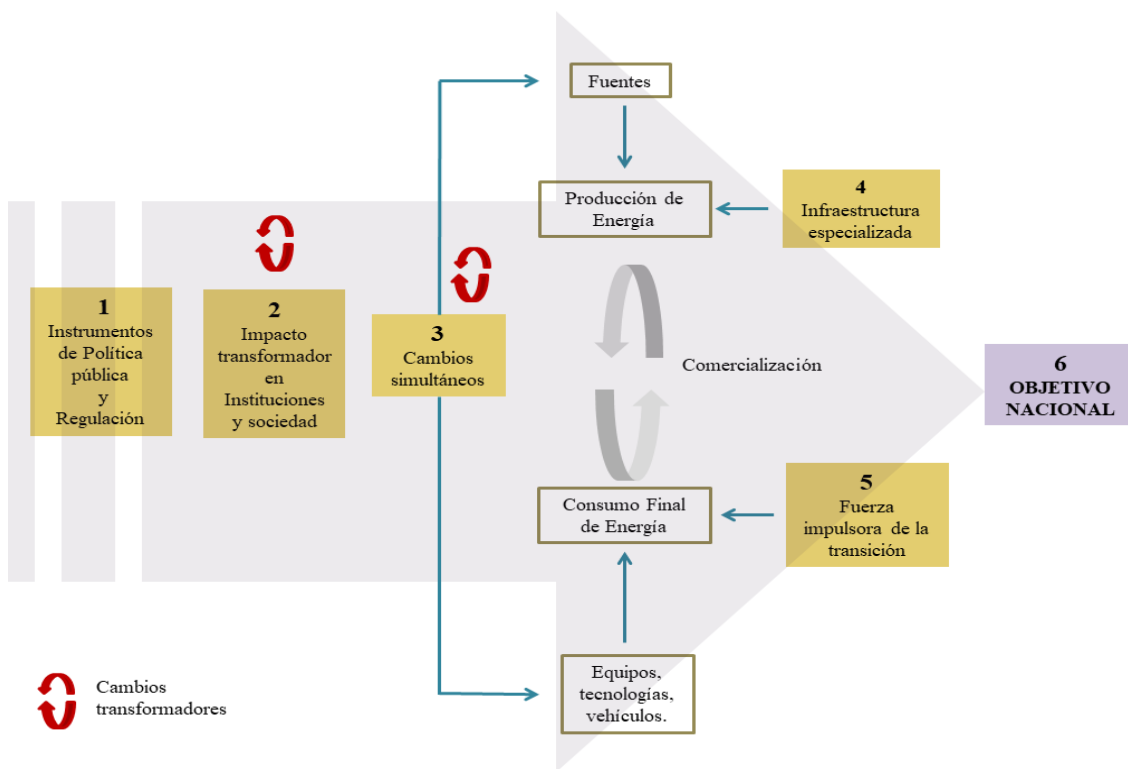 Fuentes
Producción de
Energía
4
Infraestructura
especializada
1
Instrumentos
de Política
pública
y
Regulación
2
Impacto
transformador
en
Instituciones
y sociedad
3
Cambios
simultáneos
Comercialización
6
OBJETIVO
NACIONAL
Consumo Final
de Energía
5
Fuerza
impulsora de la
transición
Equipos,
tecnologías,
vehículos.
Cambios
transformadores